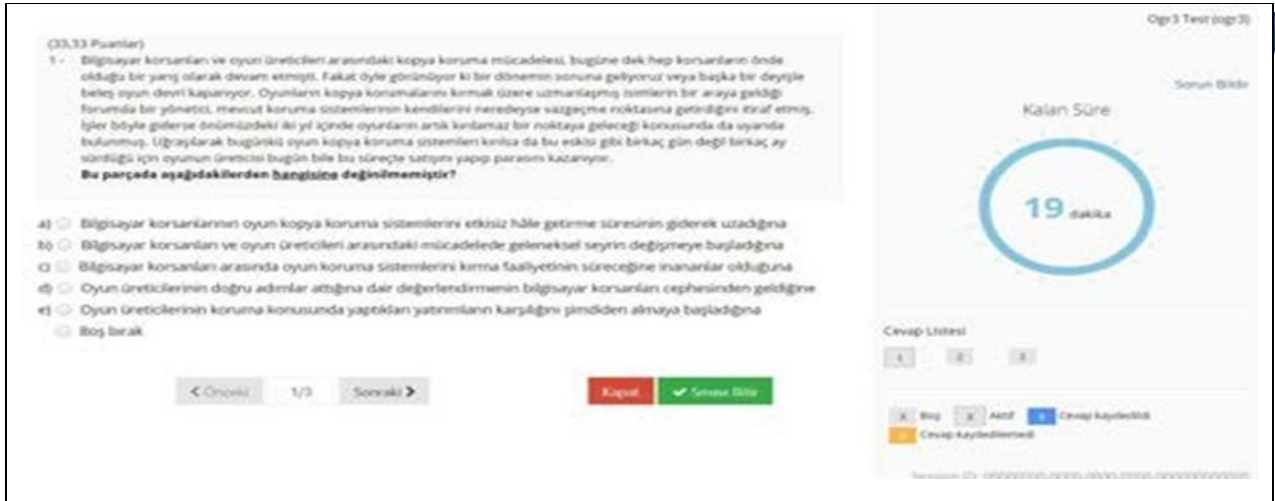 Ogr3 Test (ogr3)
(33,33 Puanlar)
1 - Bilgisayar korsanları ve oyun üreticileri arasındaki kopya koruma mücadelesi, bugüne dek hep korsanların önde
olduğu bir yarış olarak devam etmişti. Fakat öyle görünüyor ki bir dönemin sonuna geliyoruz veya başka bir deyişle
beleş oyun devri kapanıyor. Oyunların kopya korumalarını kırmak üzere uzmanlaşmış isimlerin bir araya geldiği
forumda bir yönetici, mevcut koruma sistemlerinin kendilerini neredeyse vazgeçme noktasına getirdiğini itiraf etmiş.
İşler böyle giderse önümüzdeki iki yıl içinde oyunların artık kırılamaz bir noktaya geleceği konusunda da uyarıda
bulunmuş. Uğraşılarak bugünkü oyun kopya koruma sistemleri kırılsa da bu eskisi gibi birkaç gün değil birkaç ay
sürdüğü için oyunun üreticisi bugün bile bu süreçte satışını yapıp parasını kazanıyor.
Bu parçada aşağıdakilerden hangisine değinilmemiştir?
a) Bilgisayar korsanlarının oyun kopya koruma sistemlerini etkisiz hâle getirme süresinin giderek uzadığına
b) Bilgisayar korsanları ve oyun üreticileri arasındaki mücadelede geleneksel seyrin değişmeye başladığına
c) Bilgisayar korsanları arasında oyun koruma sistemlerini kırma faaliyetinin süreceğine inananlar olduğuna
d) Oyun üreticilerinin doğru adımlar attığına dair değerlendirmenin bilgisayar korsanları cephesinden geldiğine
e) Oyun üreticilerinin koruma konusunda yaptıkları yatırımların karşılığını şimdiden almaya başladığına
Boş bırak
Önceki 1/3 Sonraki Kapat Sınavı Bitir
Sorun Bildir
Kalan Süre
19 dakika
Cevap Listesi
1 2 3
x Boş x Aktif x Cevap kaydedildi
Cevap kaydedilemedi
Session ID: